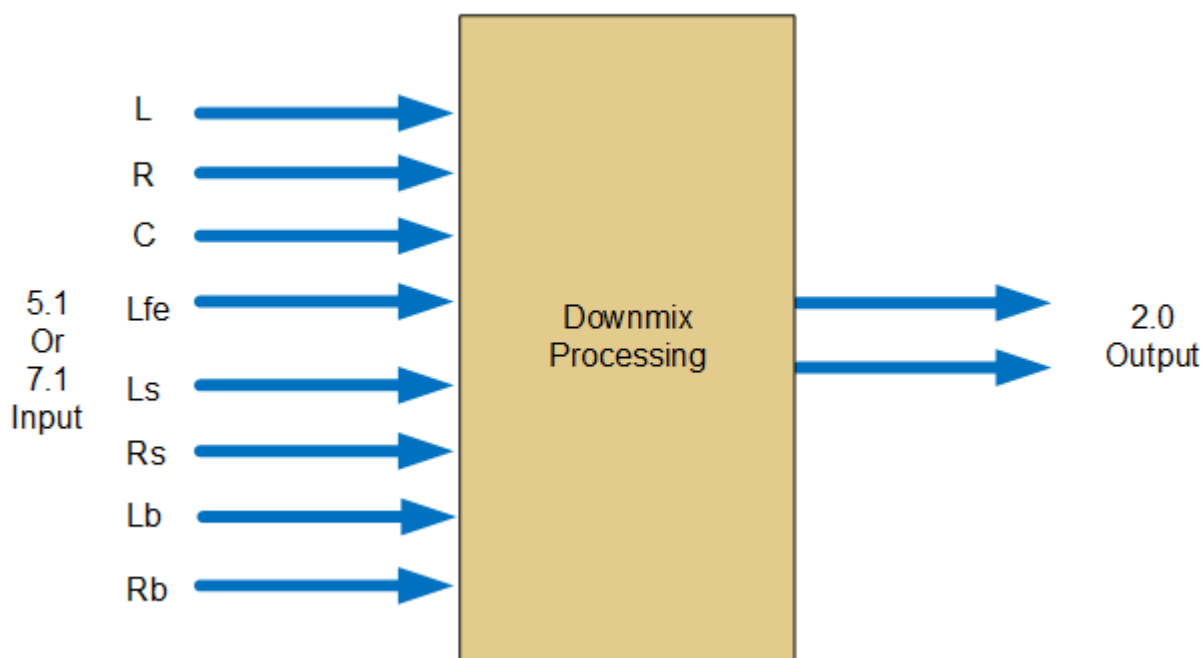 5.1
Or
7.1
Input
L
R
C
Lfe
Ls
Rs
Lb
Rb
Downmix
Processing
2.0
Output